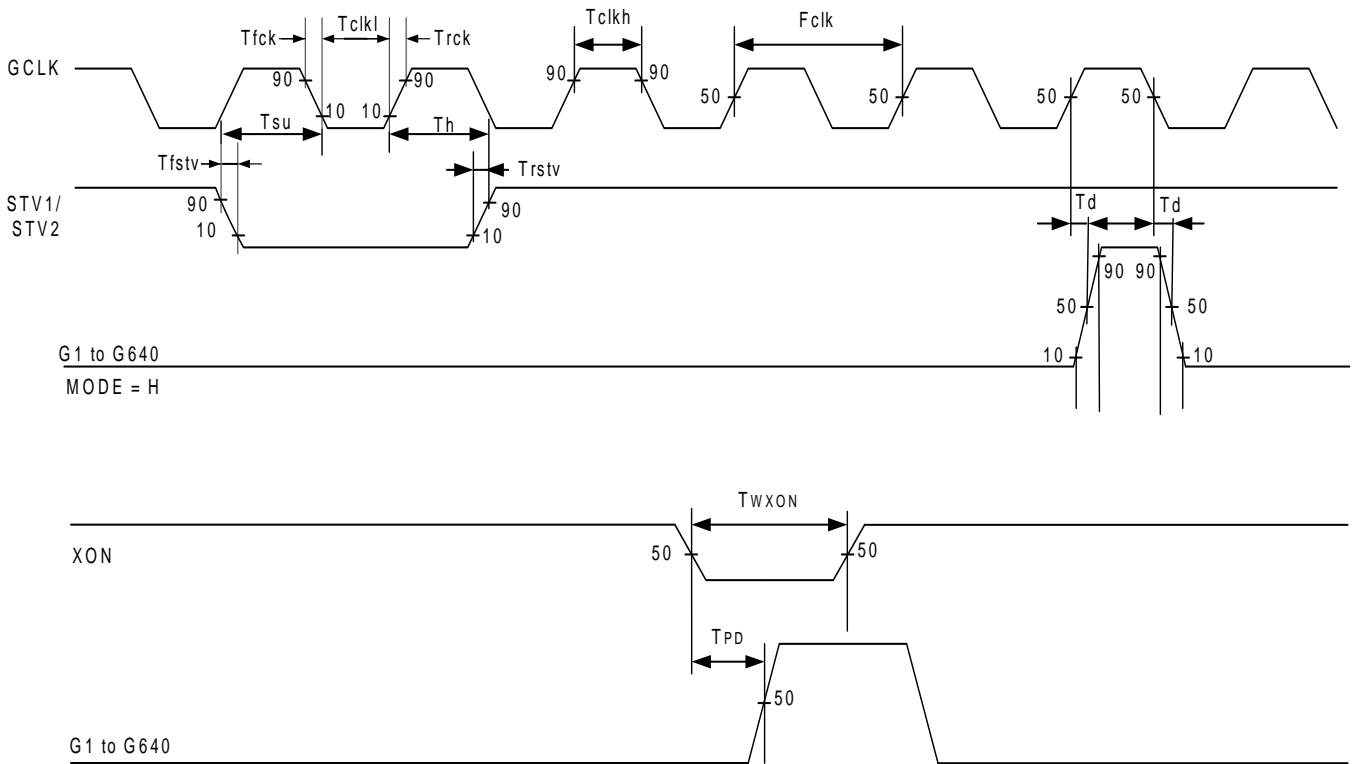 Tclkl
Tclkh
Fclk
Tfck
Trck
GCLK
90
90
90
90
10
10
50
50
50
50
Tsu
Th
Tfstv
Trstv
STV1/
STV2
90
90
10
10
Td
Td
90
90
50
50
10
10
G1 to G640
MODE = H
TWXON
XON
50
50
TPD
50
G1 to G640